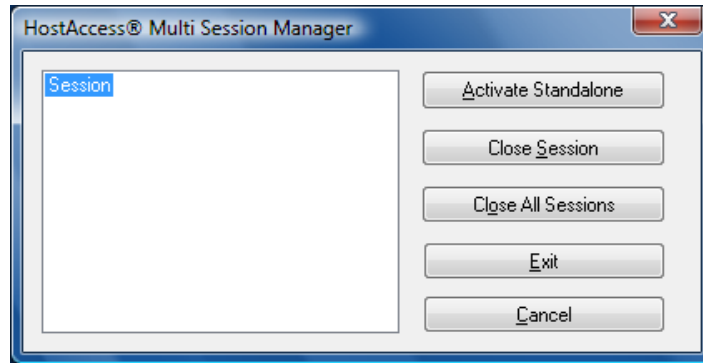 HostAccess® Multi Session Manager
Session
Activate Standalone
Close Session
Close All Sessions
Exit
Cancel